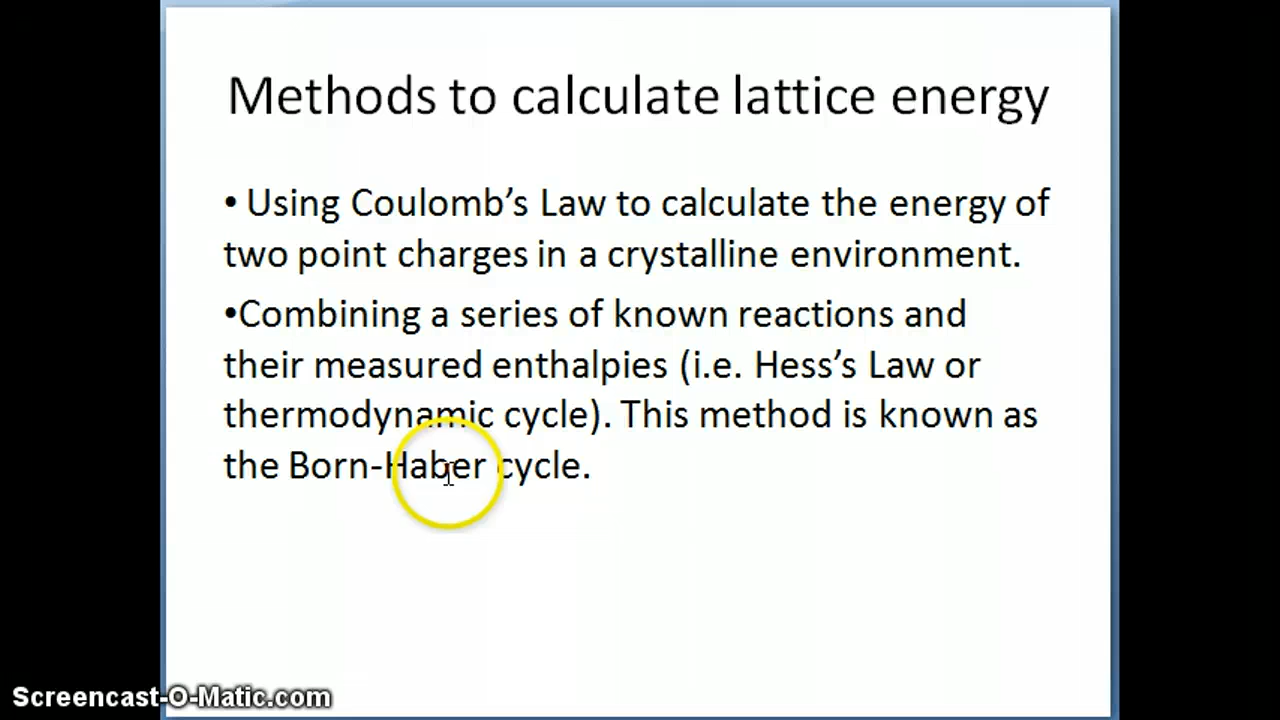 Methods to calculate lattice energy
• Using Coulomb’s Law to calculate the energy of
two point charges in a crystalline environment.
•Combining a series of known reactions and
their measured enthalpies (i.e. Hess’s Law or
thermodynamic cycle). This method is known as
the Born-Haber cycle.
Screencast-O-Matic.com